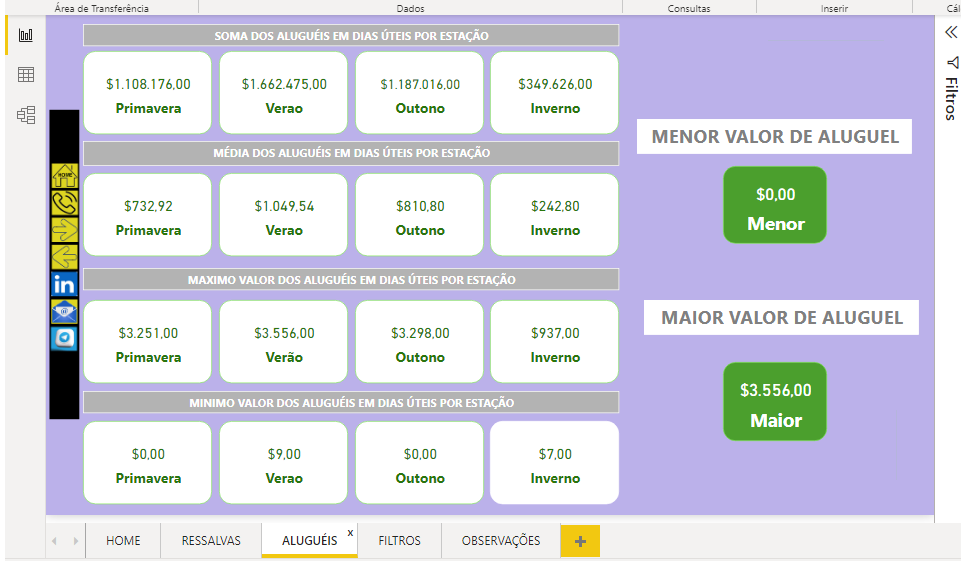 Área de Transferência
Dados
Consultas
Inserir
Cál
SOMA DOS ALUGUÉIS EM DIAS ÚTEIS POR ESTAÇÃO
$1.108.176,00
Primavera
$1.662.475,00
Verao
$1.187.016,00
Outono
$349.626,00
Inverno
MÉDIA DOS ALUGUÉIS EM DIAS ÚTEIS POR ESTAÇÃO
$732,92
Primavera
$1.049,54
Verao
$810,80
Outono
$242,80
Inverno
MAXIMO VALOR DOS ALUGUÉIS EM DIAS ÚTEIS POR ESTAÇÃO
$3.251,00
Primavera
$3.556,00
Verão
$3.298,00
Outono
$937,00
Inverno
MINIMO VALOR DOS ALUGUÉIS EM DIAS ÚTEIS POR ESTAÇÃO
$0,00
Primavera
$9,00
Verao
$0,00
Outono
$7,00
Inverno
HOME
in
@
MENOR VALOR DE ALUGUEL
$0,00
Menor
MAIOR VALOR DE ALUGUEL
$3.556,00
Maior
Filtros
HOME
RESSALVAS
ALUGUÉIS
x
FILTROS
OBSERVAÇÕES
+